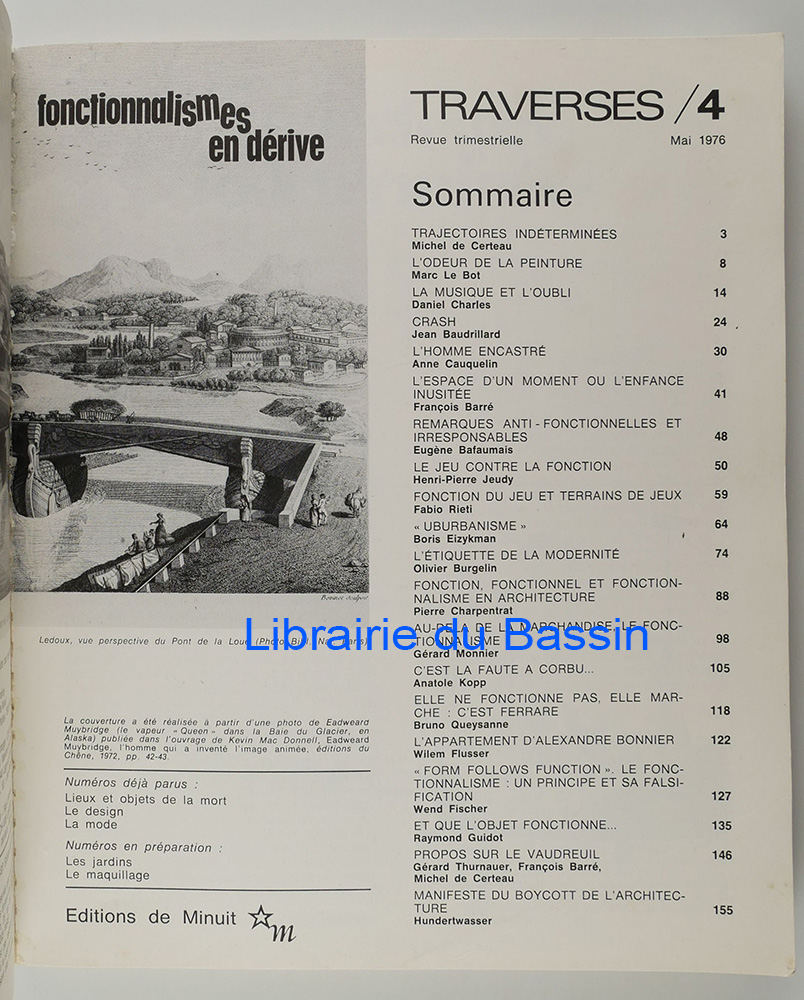 fonctionnalismes
en dérive
Ledoux, vue perspective du Pont de la Loue (Photo Bibl. Nat. Paris)
La couverture a été réalisée à partir d'une photo de Eadweard
Muybridge (le vapeur « Queen » dans la Baie du Glacier, en
Alaska) publiée dans l'ouvrage de Kevin Mac Donnell, Eadweard
Muybridge, l'homme qui a inventé l'image animée, éditions du
Chêne, 1972, pp. 42-43.
Numéros déjà parus :
Lieux et objets de la mort
Le design
La mode
Numéros en préparation :
Les jardins
Le maquillage
Editions de Minuit m
TRAVERSES /4
Revue trimestrielle Mai 1976
Sommaire
TRAJECTOIRES INDÉTERMINÉES 3
Michel de Certeau
L'ODEUR DE LA PEINTURE 8
Marc Le Bot
LA MUSIQUE ET L'OUBLI 14
Daniel Charles
CRASH 24
Jean Baudrillard
L'HOMME ENCASTRÉ 30
Anne Cauquelin
L'ESPACE D'UN MOMENT OU L'ENFANCE
INUSITÉE 41
François Barré
REMARQUES ANTI-FONCTIONNELLES ET
IRRESPONSABLES 48
Eugène Bafaumais
LE JEU CONTRE LA FONCTION 50
Henri-Pierre Jeudy
FONCTION DU JEU ET TERRAINS DE JEUX 59
Fabio Rieti
« UBURBANISME » 64
Boris Eizykman
L'ÉTIQUETTE DE LA MODERNITÉ 74
Olivier Burgelin
FONCTION, FONCTIONNEL ET FONCTION-
NALISME EN ARCHITECTURE 88
Pierre Charpentrat
AU-DELA DE LA MARCHANDISE, LE FONC-
TIONNALISME 98
Gérard Monnier
C'EST LA FAUTE A CORBU... 105
Anatole Kopp
ELLE NE FONCTIONNE PAS, ELLE MAR-
CHE : C'EST FERRARE 118
Bruno Queysanne
L'APPARTEMENT D'ALEXANDRE BONNIER 122
Wilem Flusser
« FORM FOLLOWS FUNCTION ». LE FONC-
TIONNALISME : UN PRINCIPE ET SA FALSI-
FICATION 127
Wend Fischer
ET QUE L'OBJET FONCTIONNE... 135
Raymond Guidot
PROPOS SUR LE VAUDREUIL 146
Gérard Thurnauer, François Barré,
Michel de Certeau
MANIFESTE DU BOYCOTT DE L'ARCHITEC-
TURE 155
Hundertwasser
Librairie du Bassin